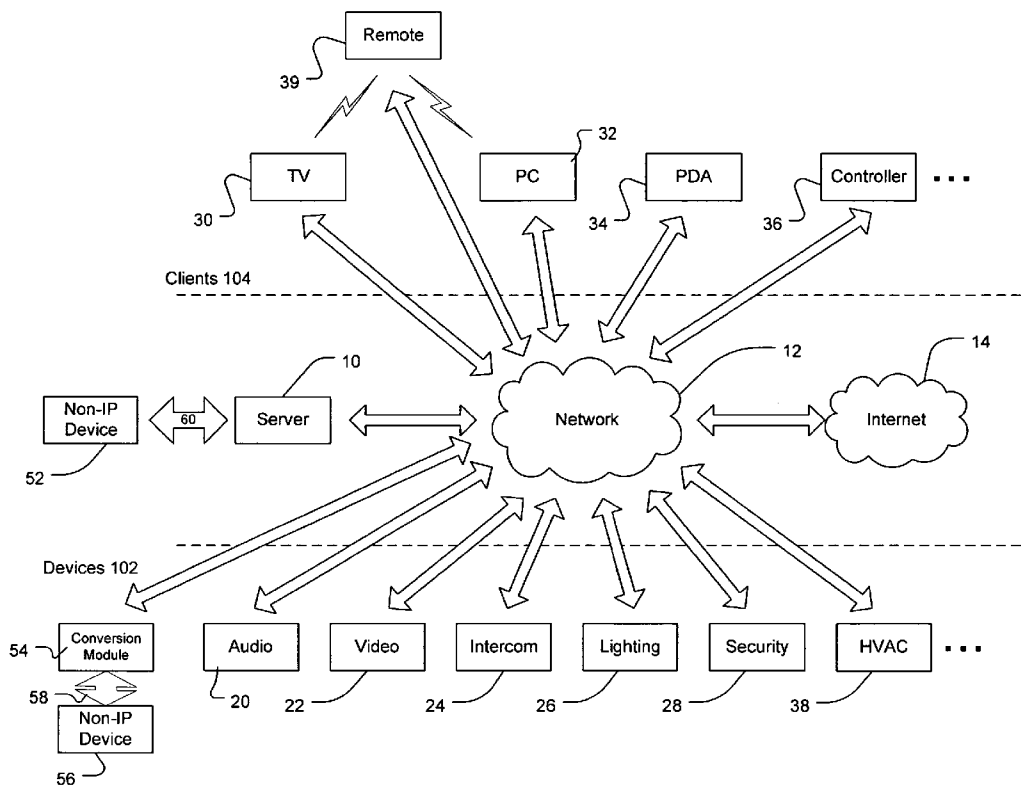 Remote
39
32
TV
PC
PDA
Controller
30
34
36
Clients 104
10
12
14
Non-IP
Device
60
Server
Network
Internet
52
Devices 102
54
Conversion
Module
Audio
Video
Intercom
Lighting
Security
HVAC
58
20
22
24
26
28
38
Non-IP
Device
56